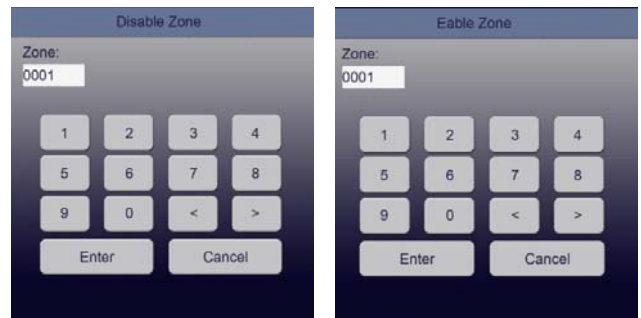 Disable Zone
Zone:
0001
1 2 3 4
5 6 7 8
9 0 < >
Enter Cancel
Eable Zone
Zone:
0001
1 2 3 4
5 6 7 8
9 0 < >
Enter Cancel